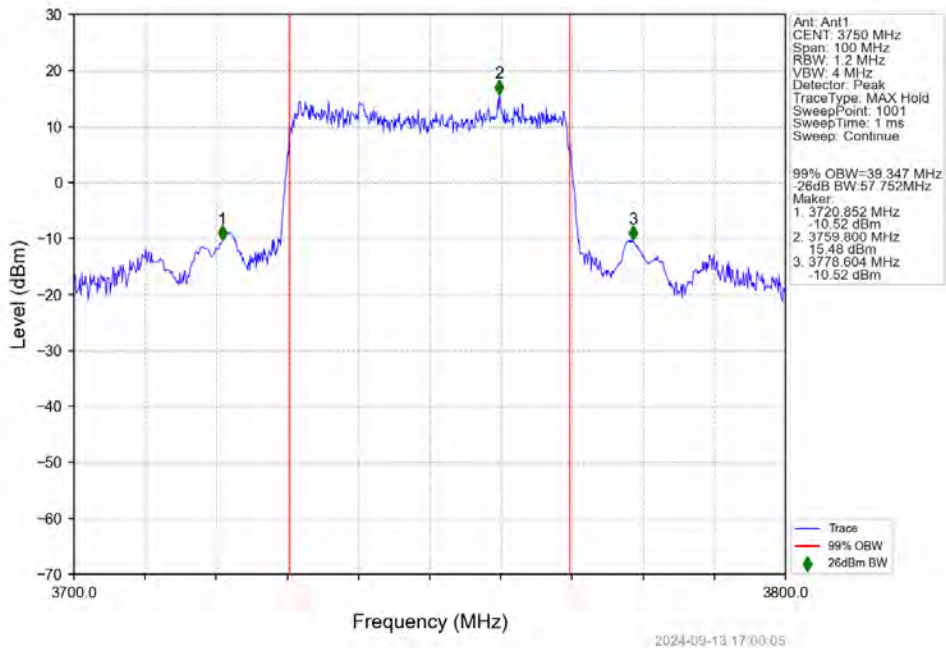 30
20
10
0
−10
−20
−30
−40
−50
−60
−70
Level (dBm)
1
2
3
3700.0
3800.0
Frequency (MHz)
Ant: Ant1
CENT: 3750 MHz
Span: 100 MHz
RBW: 1.2 MHz
VBW: 4 MHz
Detector: Peak
TraceType: MAX Hold
SweepPoint: 1001
SweepTime: 1 ms
Sweep: Continue
99% OBW=39.347 MHz
-26dB BW:57.752MHz
Maker:
1. 3720.852 MHz
-10.52 dBm
2. 3759.800 MHz
15.48 dBm
3. 3778.604 MHz
-10.52 dBm
Trace
99% OBW
26dBm BW
2024-09-13 17:00:05